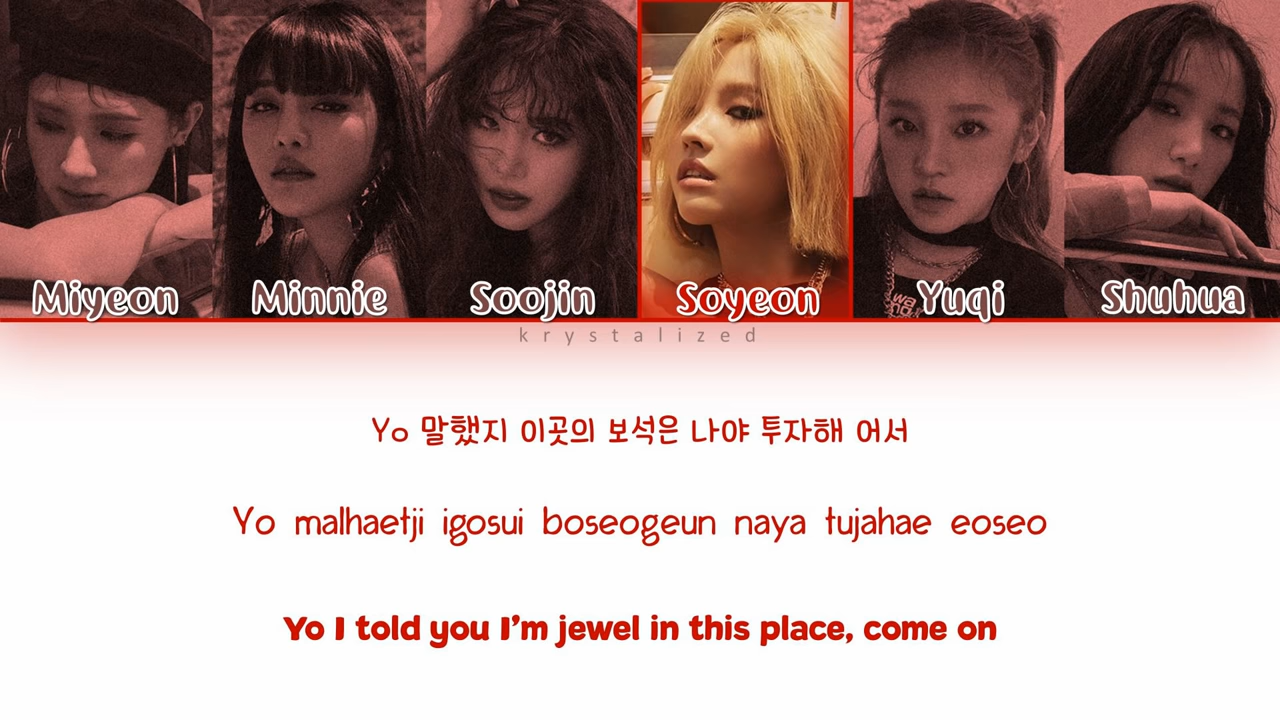 Miyeon Minnie Soojin Soyeon Yuqi Shuhua
krystalized
Yo 말했지 이곳의 보석은 나야 투자해 어서
Yo malhaetji igosui boseogeun naya tujahae eoseo
Yo I told you I'm jewel in this place, come on